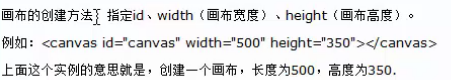 画布的创建方法 指定id、width（画布宽度）、height（画布高度）。
例如：<canvas id="canvas" width="500" height="350"></canvas>
上面这个实例的意思就是，创建一个画布，长度为500，高度为350.